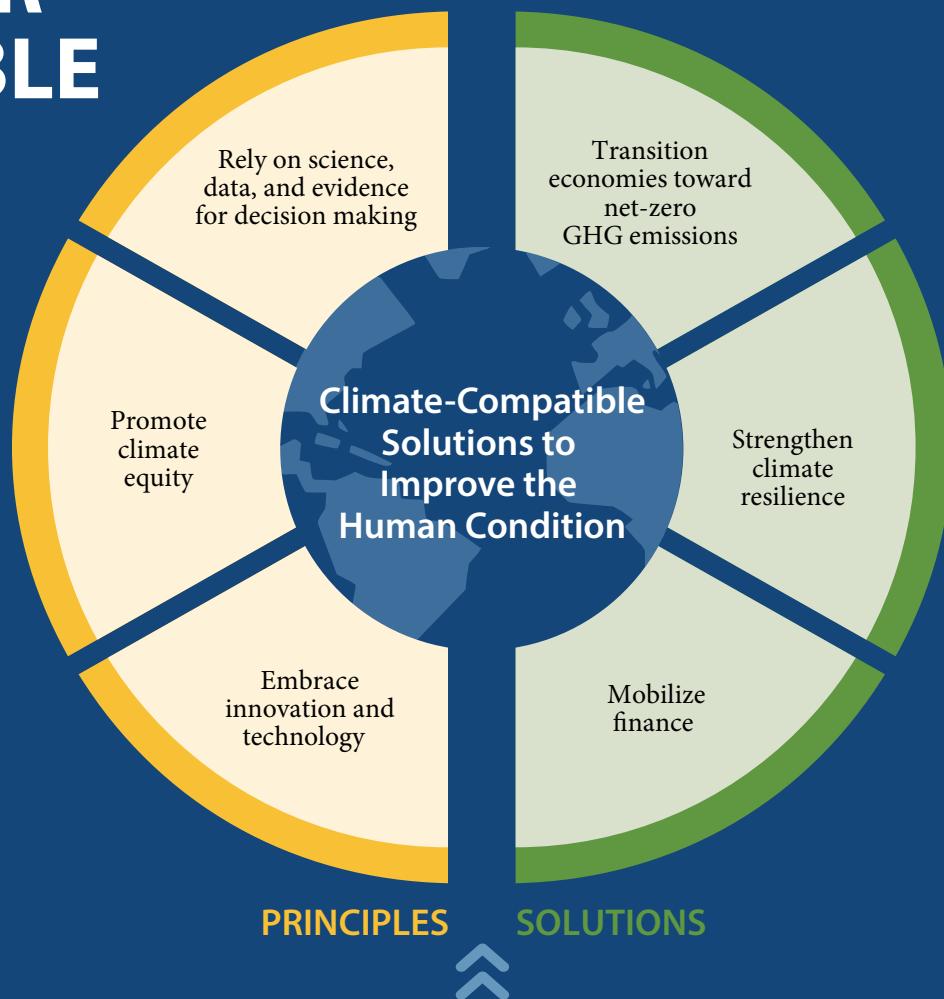 BLE
Rely on science,
data, and evidence
for decision making
Transition
economies toward
net-zero
GHG emissions
Promote
climate
equity
Climate-Compatible
Solutions to
Improve the
Human Condition
Strengthen
climate
resilience
Embrace
innovation and
technology
Mobilize
finance
PRINCIPLES
SOLUTIONS